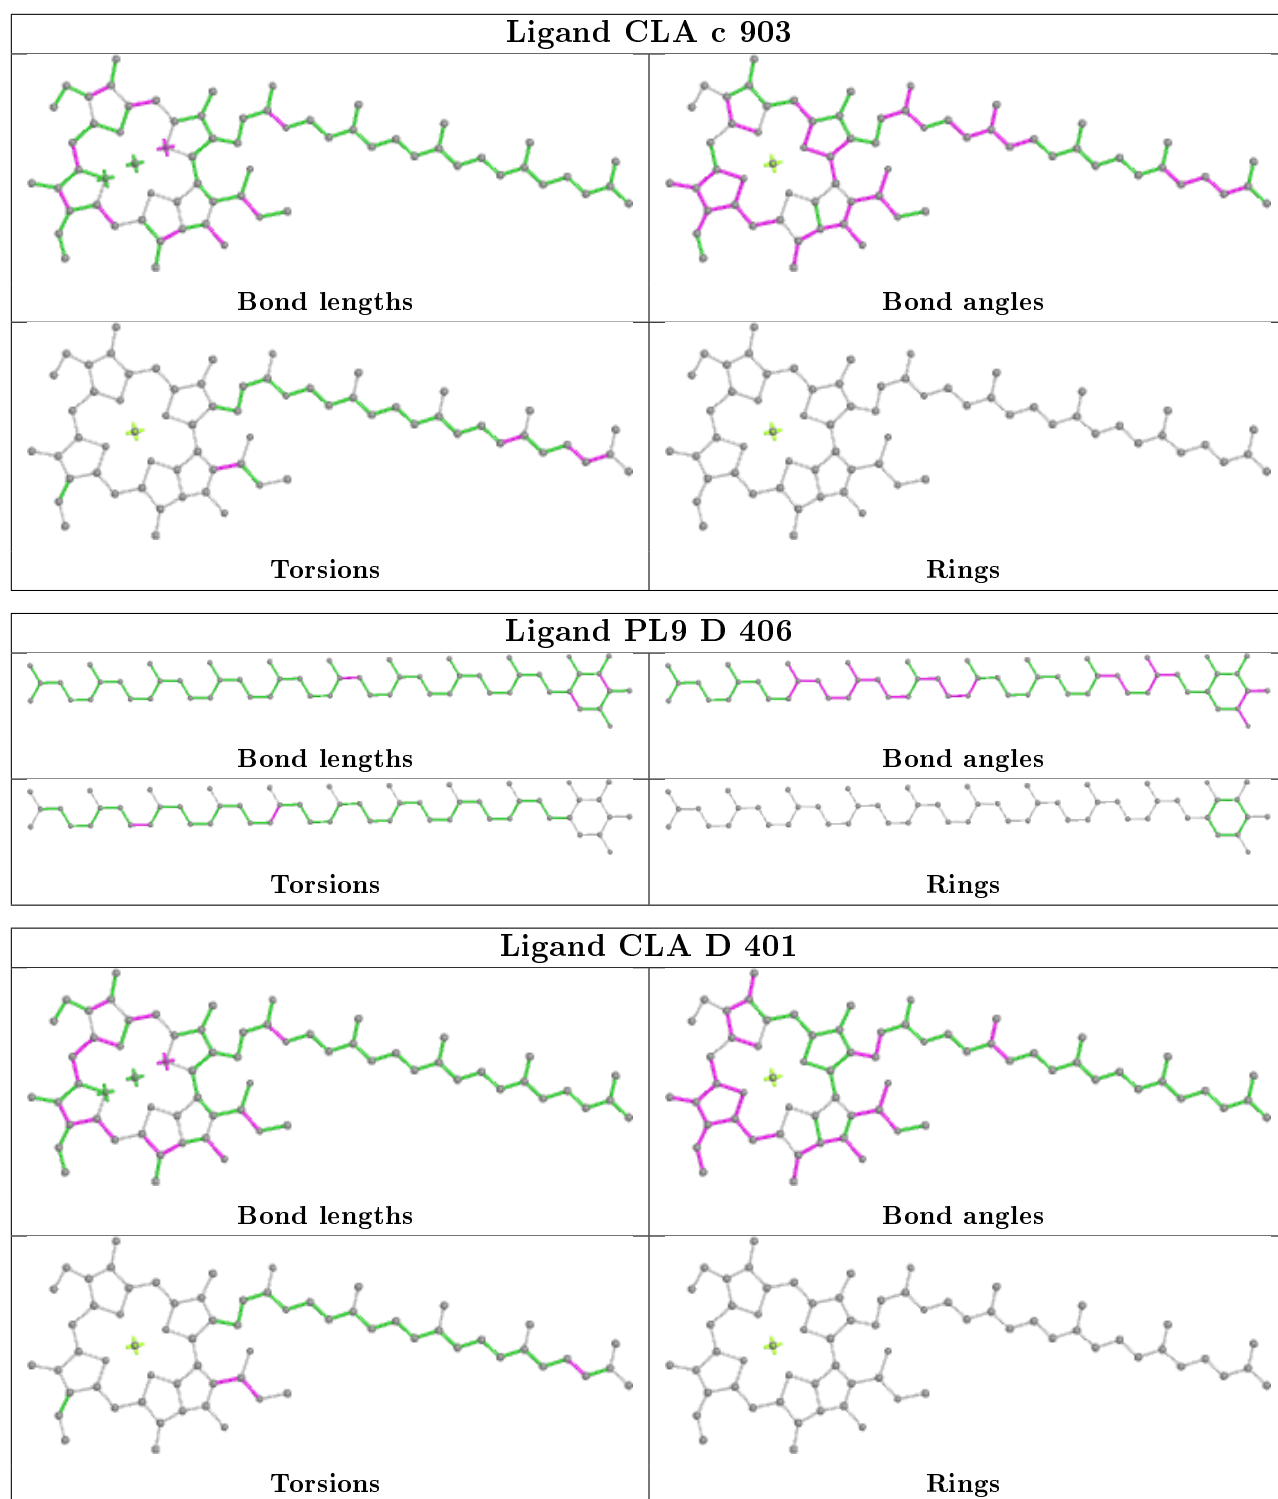 Ligand CLA c 903
Bond lengths
Bond angles
Torsions
Rings
Ligand PL9 D 406
Bond lengths
Bond angles
Torsions
Rings
Ligand CLA D 401
Bond lengths
Bond angles
Torsions
Rings